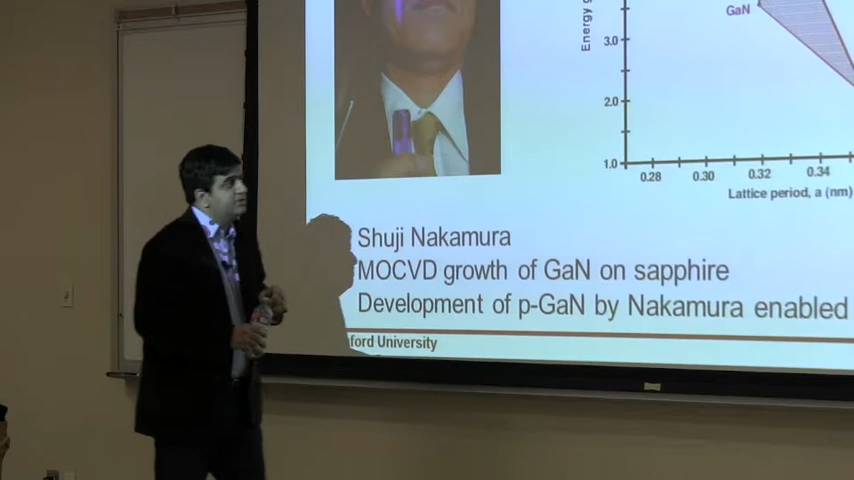 GaN
Energy g
3.0
2.0
1.0
0.28 0.30 0.32 0.34
Lattice period, a (nm)
Shuji Nakamura
MOCVD growth of GaN on sapphire
Development of p-GaN by Nakamura enabled
ford University